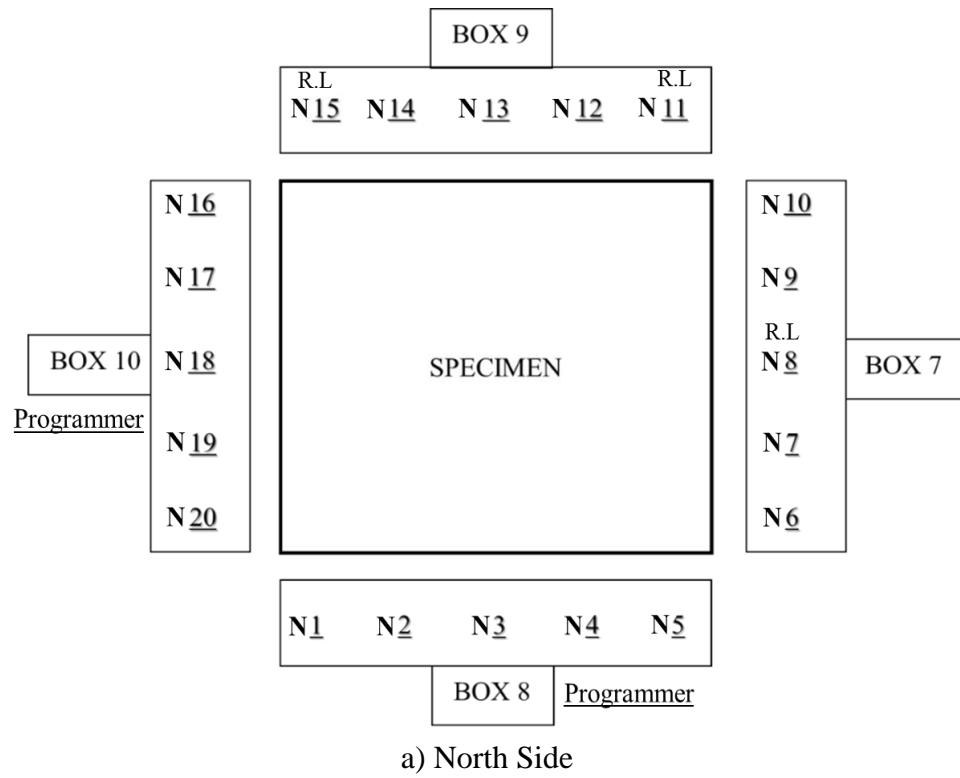 BOX 9
R.L R.L
N15 N14 N13 N12 N11
N16 N10
N17 N9
R.L
BOX 10 N18 SPECIMEN N8 BOX 7
Programmer
N19 N7
N20 N6
N1 N2 N3 N4 N5
BOX 8 Programmer
a) North Side